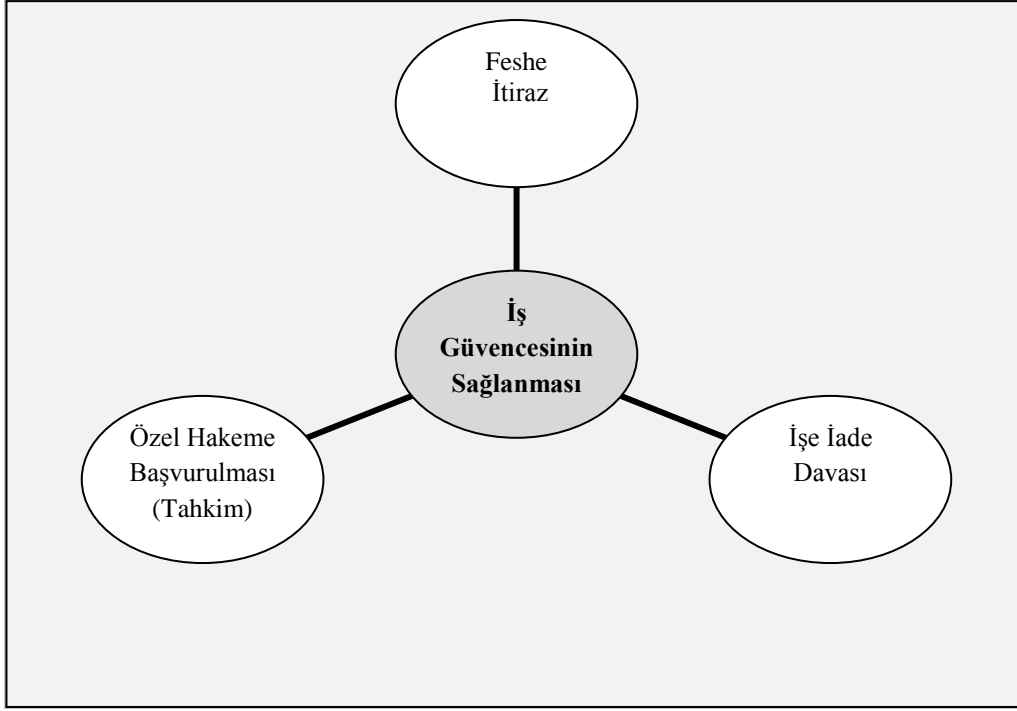 Feshe
İtiraz
İş
Güvencesinin
Sağlanması
Özel Hakeme
Başvurulması
(Tahkim)
İşe İade
Davası